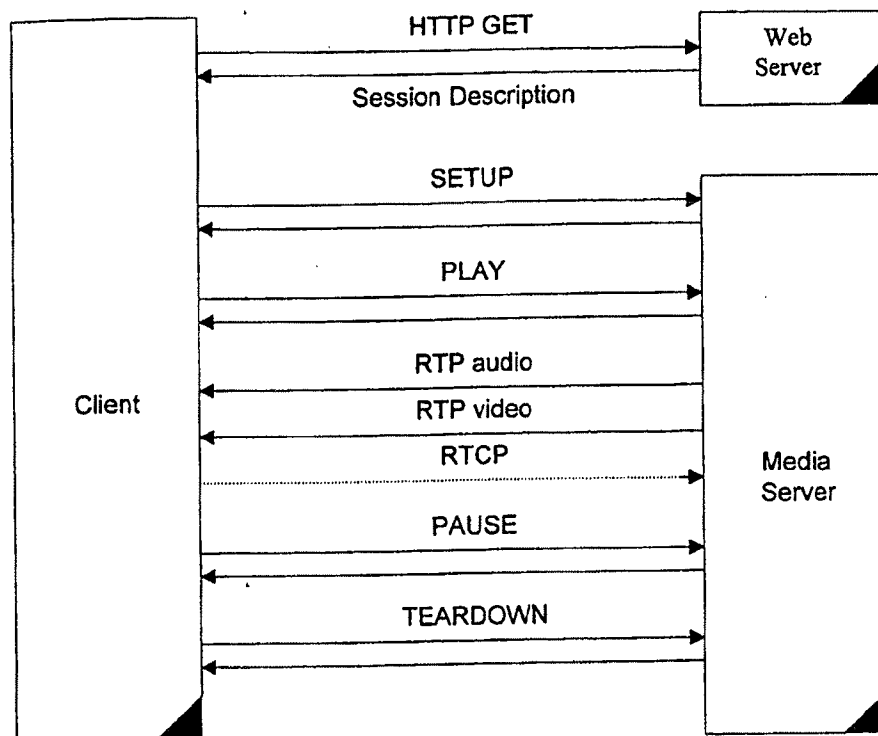 HTTP GET
Web
Server
Session Description
SETUP
PLAY
RTP audio
Client
RTP video
RTCP
Media
Server
PAUSE
TEARDOWN